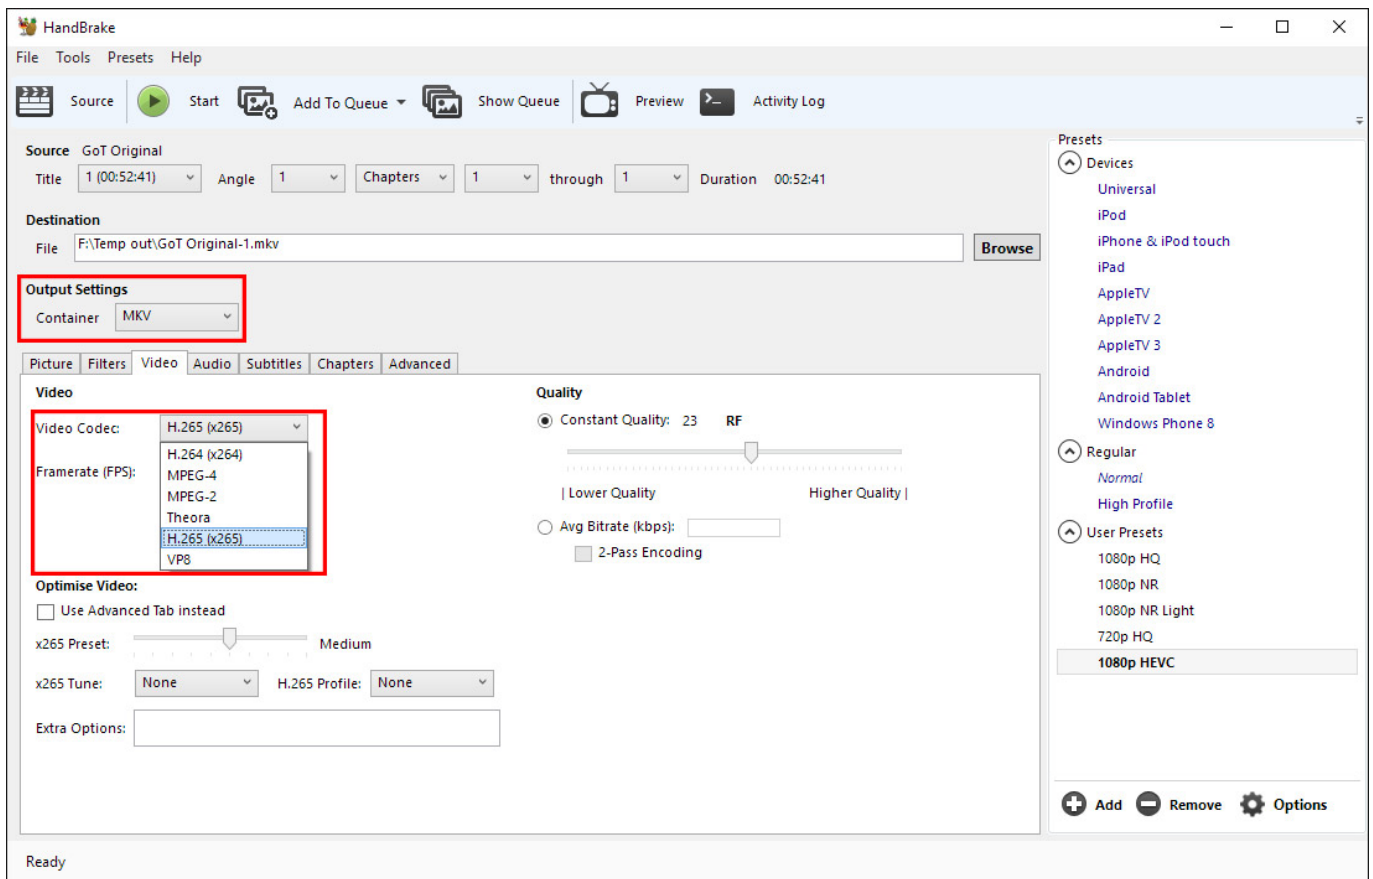 HandBrake
File Tools Presets Help
Source Start Add To Queue Show Queue Preview Activity Log
Source GoT Original
Title 1 (00:52:41) Angle 1 Chapters 1 through 1 Duration 00:52:41
Destination
File F:\Temp out\GoT Original-1.mkv Browse
Output Settings
Container MKV
Picture Filters Video Audio Subtitles Chapters Advanced
Video
Video Codec: H.265 (x265)
H.264 (x264)
MPEG-4
MPEG-2
Theora
H.265 (x265)
VP8
Framerate (FPS):
Quality
Constant Quality: 23 RF
| Lower Quality Higher Quality |
Avg Bitrate (kbps):
2-Pass Encoding
Optimise Video:
Use Advanced Tab instead
x265 Preset: Medium
x265 Tune: None H.265 Profile: None
Extra Options:
Presets
Devices
Universal
iPod
iPhone & iPod touch
iPad
AppleTV
AppleTV 2
AppleTV 3
Android
Android Tablet
Windows Phone 8
Regular
Normal
High Profile
User Presets
1080p HQ
1080p NR
1080p NR Light
720p HQ
1080p HEVC
Add Remove Options
Ready